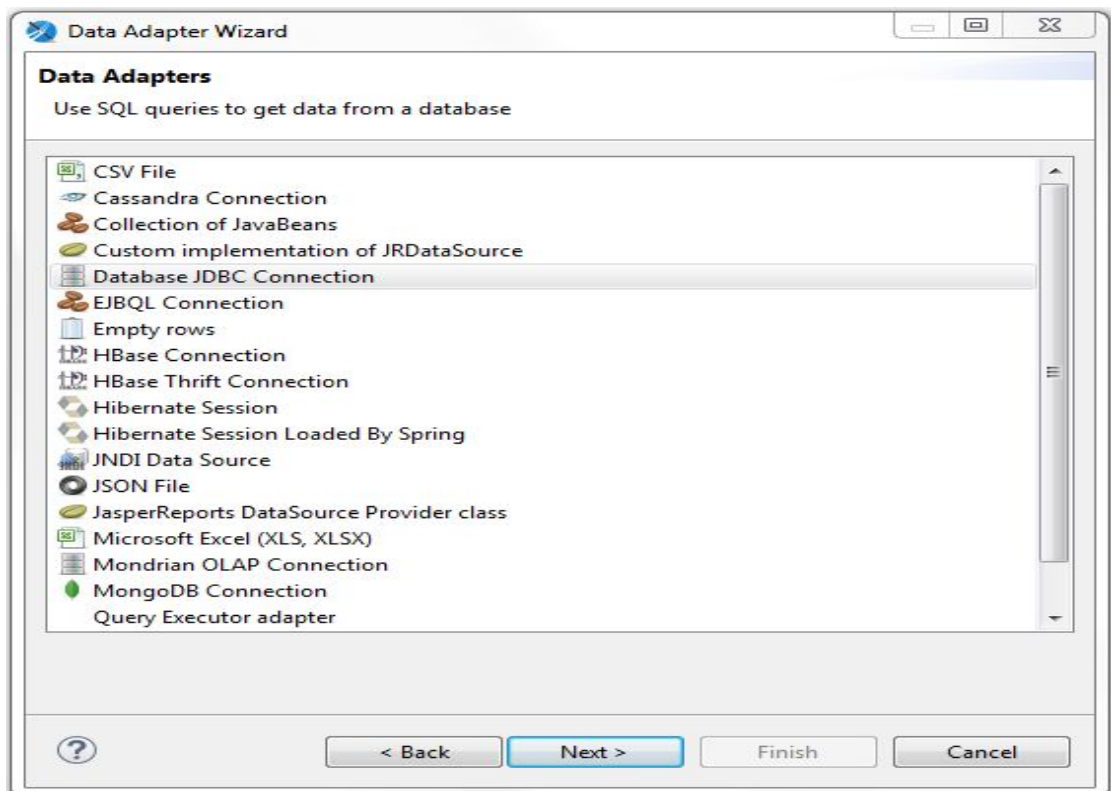 Data Adapter Wizard
Data Adapters
Use SQL queries to get data from a database
CSV File
Cassandra Connection
Collection of JavaBeans
Custom implementation of JRDataSource
Database JDBC Connection
EJBQL Connection
Empty rows
HBase Connection
HBase Thrift Connection
Hibernate Session
Hibernate Session Loaded By Spring
JNDI Data Source
JSON File
JasperReports DataSource Provider class
Microsoft Excel (XLS, XLSX)
Mondrian OLAP Connection
MongoDB Connection
Query Executor adapter
? < Back Next > Finish Cancel